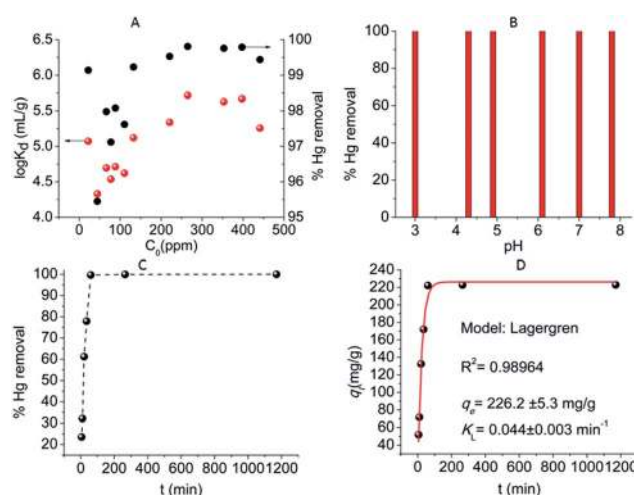 A
6.5
6.0
5.5
5.0
4.5
4.0
logK_d (mL/g)
100
99
98
97
96
95
% Hg removal
0 100 200 300 400 500
C_0(ppm)
B
100
80
60
40
20
0
% Hg removal
3 4 5 6 7 8
pH
C
100
90
80
70
60
50
40
30
20
% Hg removal
0 200 400 600 800 1000 1200
t (min)
D
240
220
200
180
160
140
120
100
80
60
40
q_t(mg/g)
Model: Lagergren
R²= 0.98964
q_e= 226.2 ±5.3 mg/g
K_L= 0.044±0.003 min⁻¹
0 200 400 600 800 1000 1200
t (min)